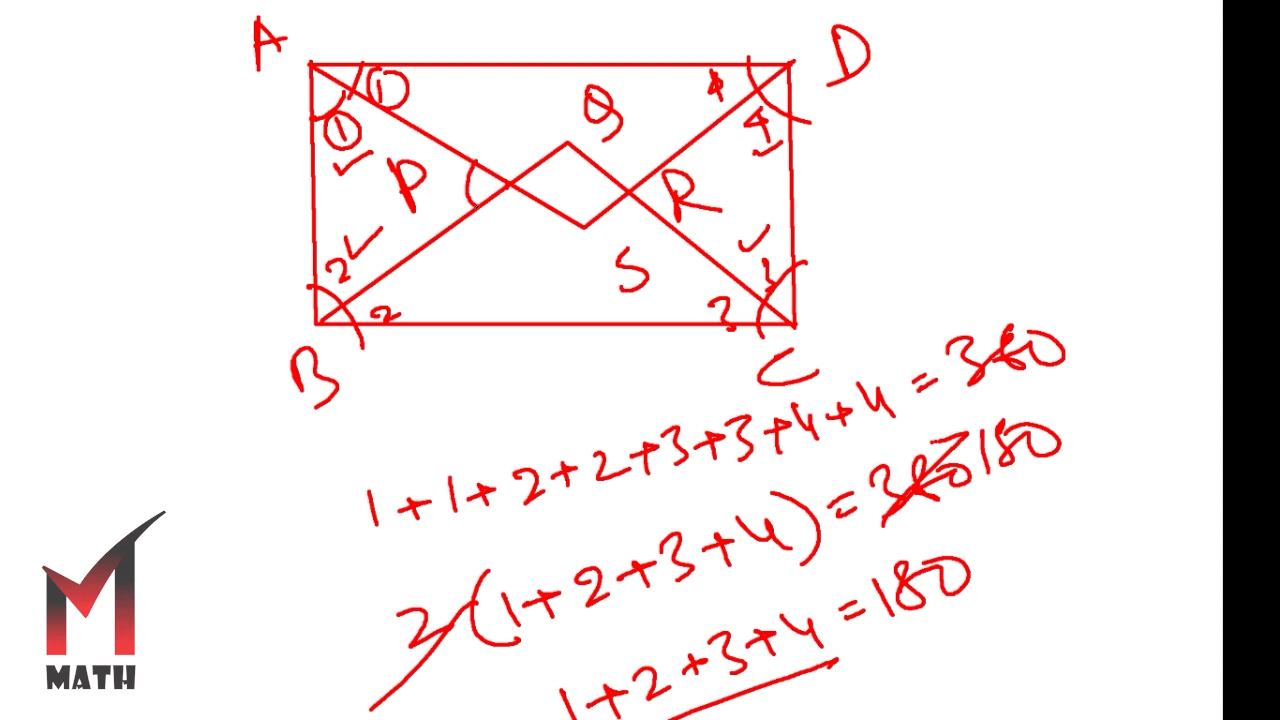 A D
① 4
Q
① 4
P R
2 3
S
2 3
B C
1+1+2+2+3+3+4+4=360
2(1+2+3+4)=360 180
1+2+3+4=180
MATH